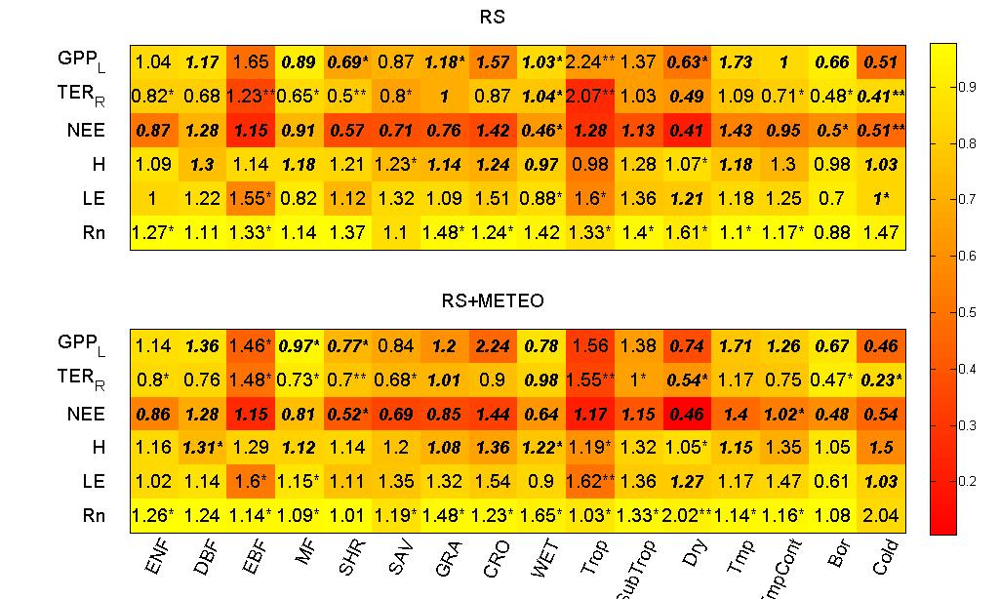 RS
GPP L 1.04 1.17 1.65 0.89 0.69* 0.87 1.18* 1.57 1.03* 2.24** 1.37 0.63* 1.73 1 0.66 0.51
TER R 0.82* 0.68 1.23** 0.65* 0.5** 0.8* 1 0.87 1.04* 2.07** 1.03 0.49 1.09 0.71* 0.48* 0.41**
NEE 0.87 1.28 1.15 0.91 0.57 0.71 0.76 1.42 0.46* 1.28 1.13 0.41 1.43 0.95 0.5* 0.51**
H 1.09 1.3 1.14 1.18 1.21 1.23* 1.14 1.24 0.97 0.98 1.28 1.07* 1.18 1.3 0.98 1.03
LE 1 1.22 1.55* 0.82 1.12 1.32 1.09 1.51 0.88* 1.6* 1.36 1.21 1.18 1.25 0.7 1*
Rn 1.27* 1.11 1.33* 1.14 1.37 1.1 1.48* 1.24* 1.42 1.33* 1.4* 1.61* 1.1* 1.17* 0.88 1.47
RS+METEO
GPP L 1.14 1.36 1.46* 0.97* 0.77* 0.84 1.2 2.24 0.78 1.56 1.38 0.74 1.71 1.26 0.67 0.46
TER R 0.8* 0.76 1.48* 0.73* 0.7** 0.68* 1.01 0.9 0.98 1.55** 1* 0.54* 1.17 0.75 0.47* 0.23*
NEE 0.86 1.28 1.15 0.81 0.52* 0.69 0.85 1.44 0.64 1.17 1.15 0.46 1.4 1.02* 0.48 0.54
H 1.16 1.31* 1.29 1.12 1.14 1.2 1.08 1.36 1.22* 1.19* 1.32 1.05* 1.15 1.35 1.05 1.5
LE 1.02 1.14 1.6* 1.15* 1.11 1.35 1.32 1.54 0.9 1.62** 1.36 1.27 1.17 1.47 0.61 1.03
Rn 1.26* 1.24 1.14* 1.09* 1.01 1.19* 1.48* 1.23* 1.65* 1.03* 1.33* 2.02** 1.14* 1.16* 1.08 2.04
ENF DBF EBF MF SHR SAV GRA CRO WET Trop SubTrop Dry Tmp TmpCont Bor Cold
0.9
0.8
0.7
0.6
0.5
0.4
0.3
0.2